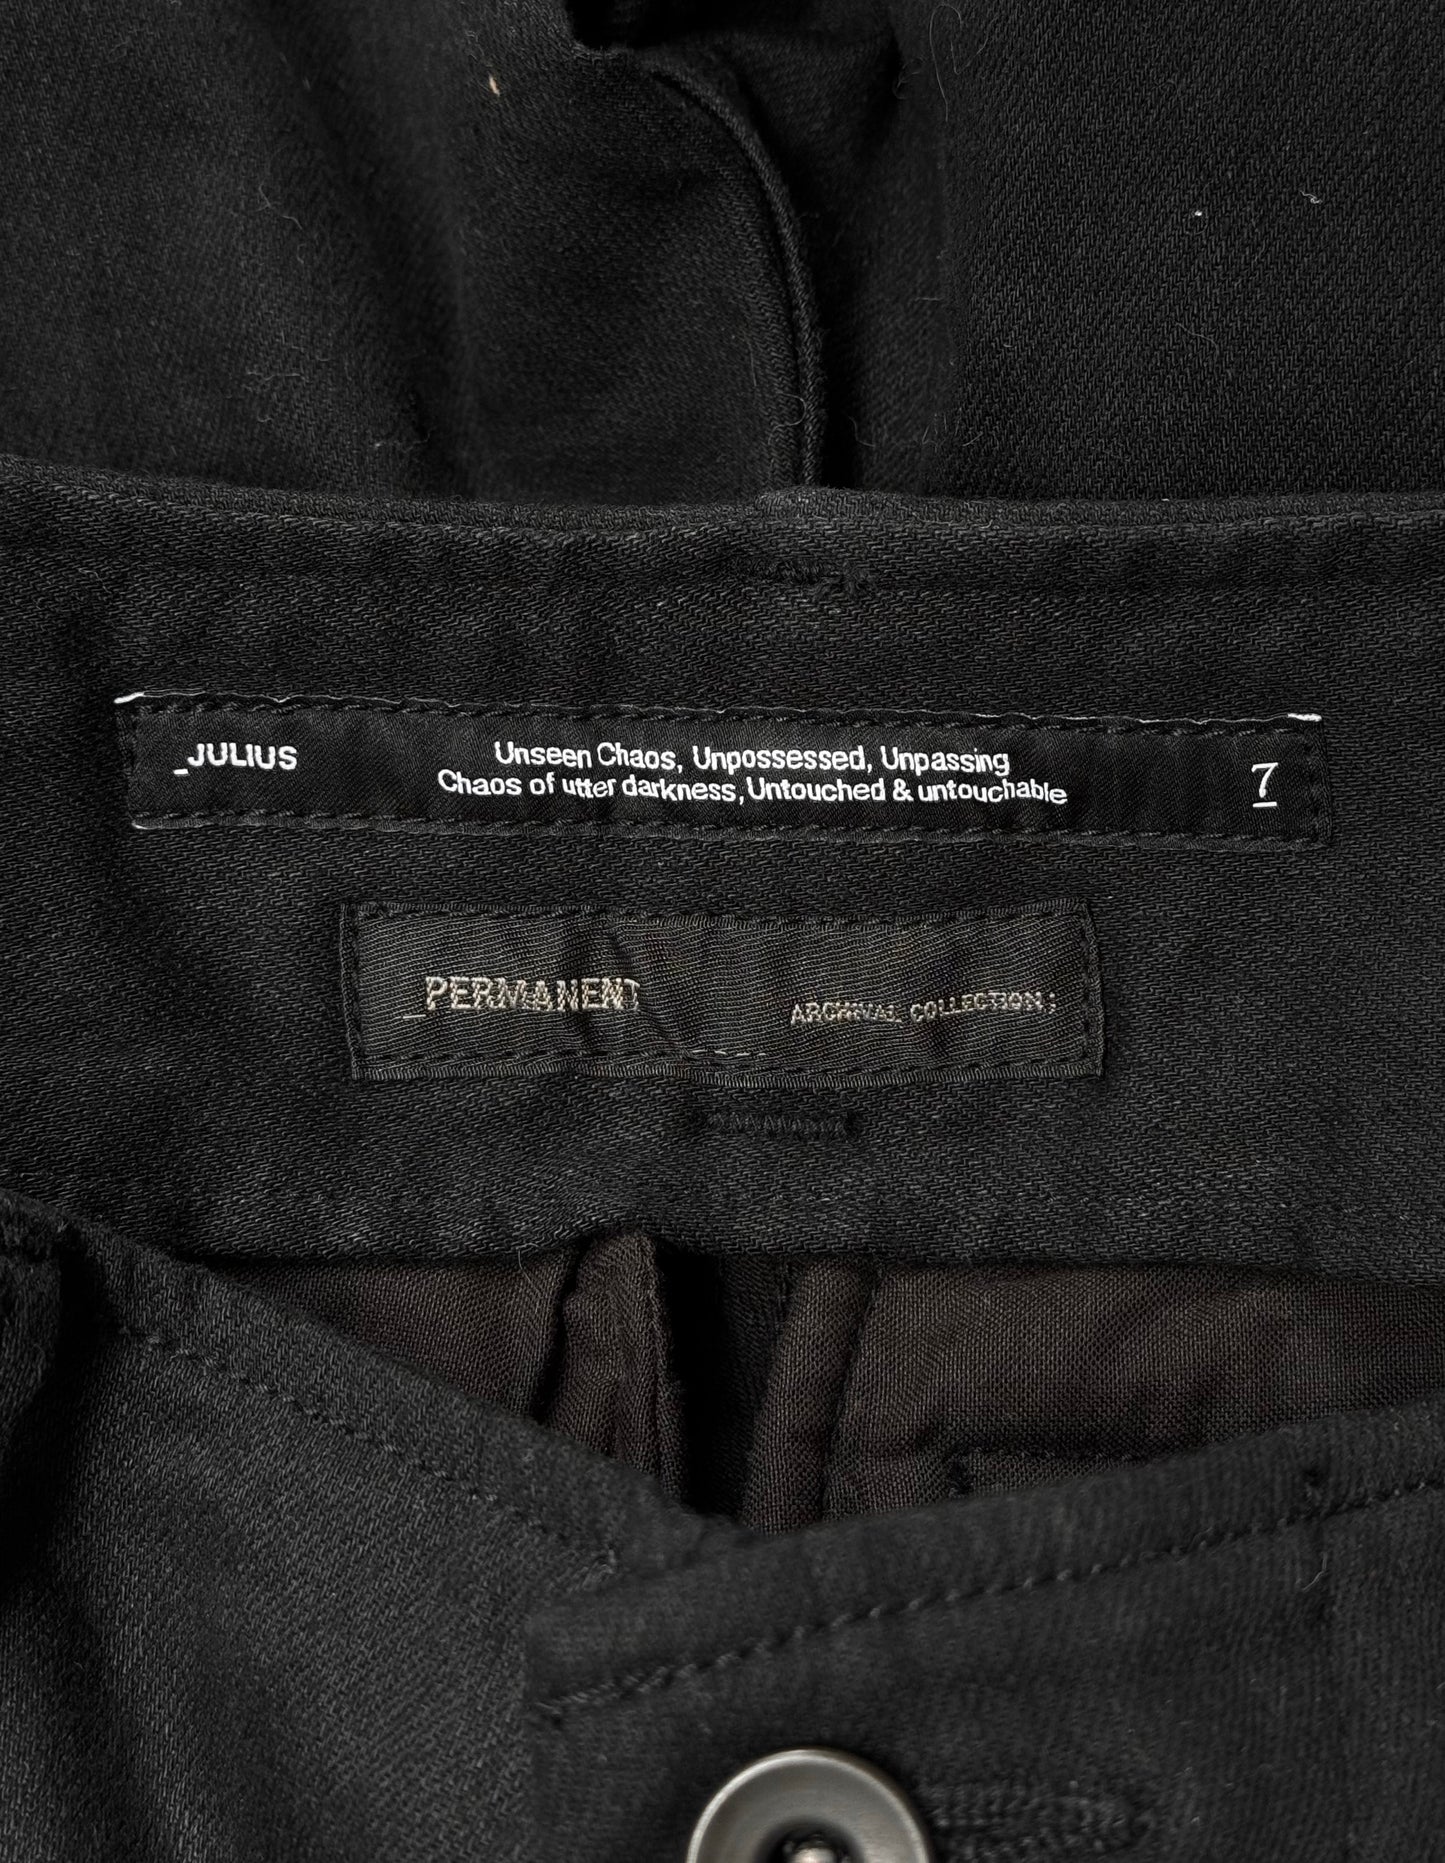 _JULIUS
Unseen Chaos, Unpossessed, Unpassing
Chaos of utter darkness, Untouched & untouchable
7
_PERMANENT
ARCHIVAL COLLECTION;